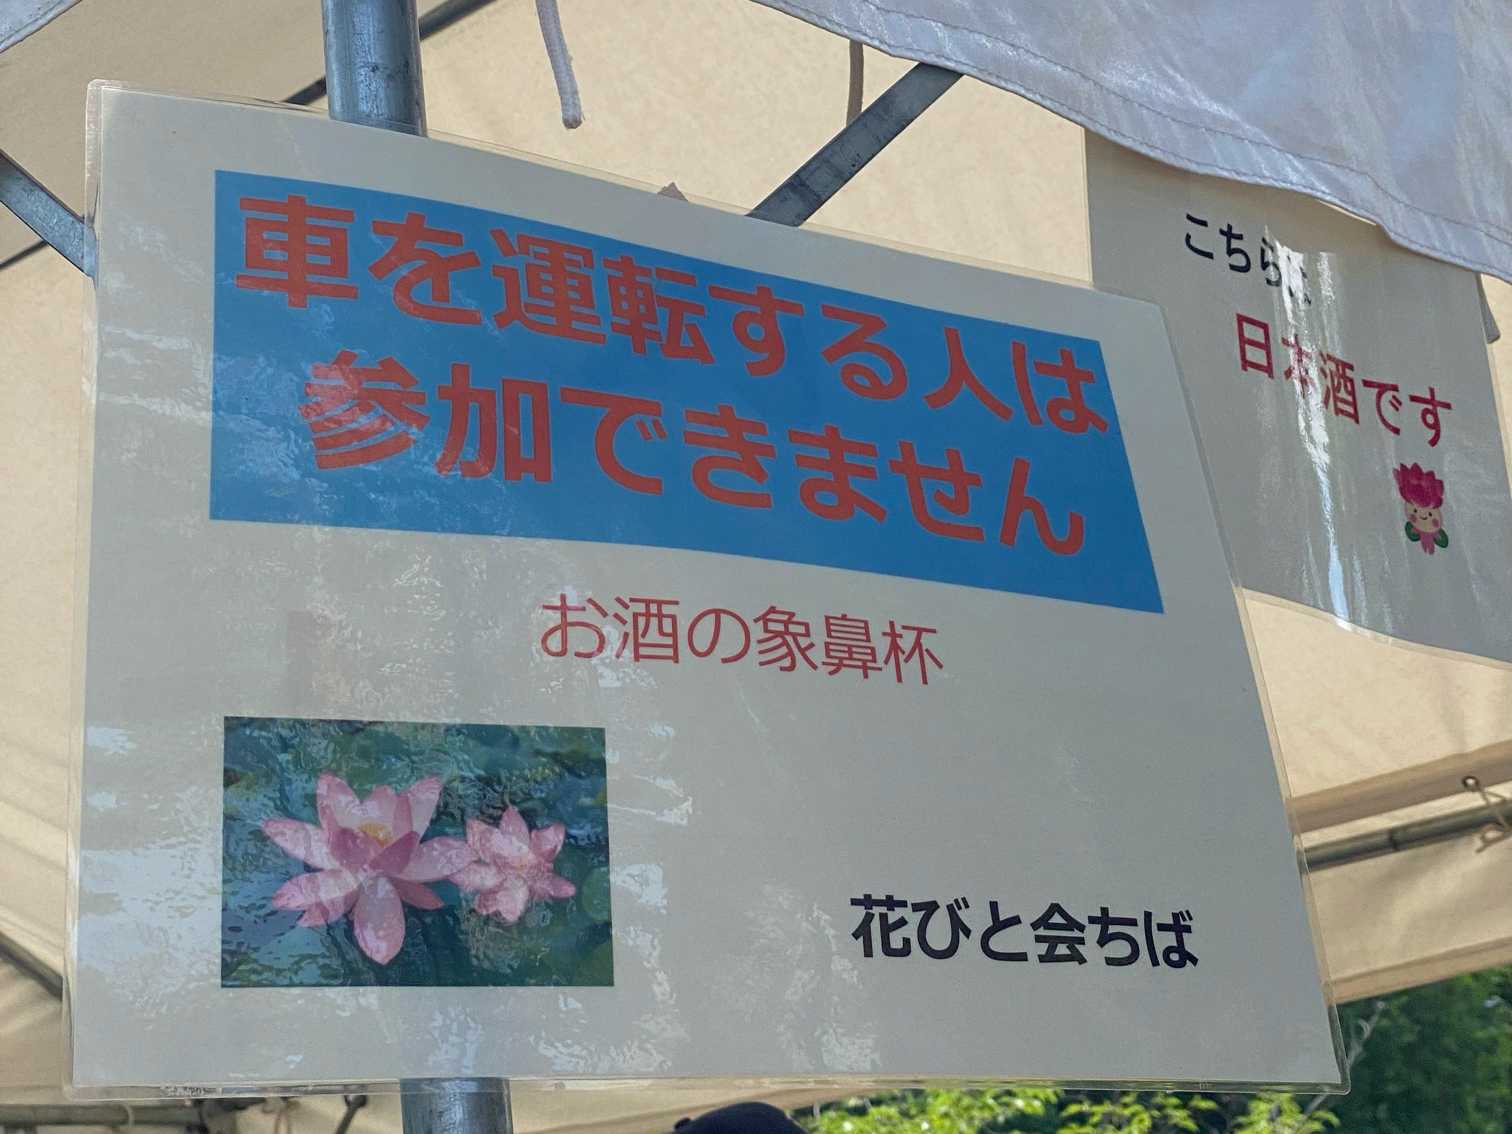 車を運転する人は
参加できません
お酒の象鼻杯
花びと会ちば
こちらは
日本酒です